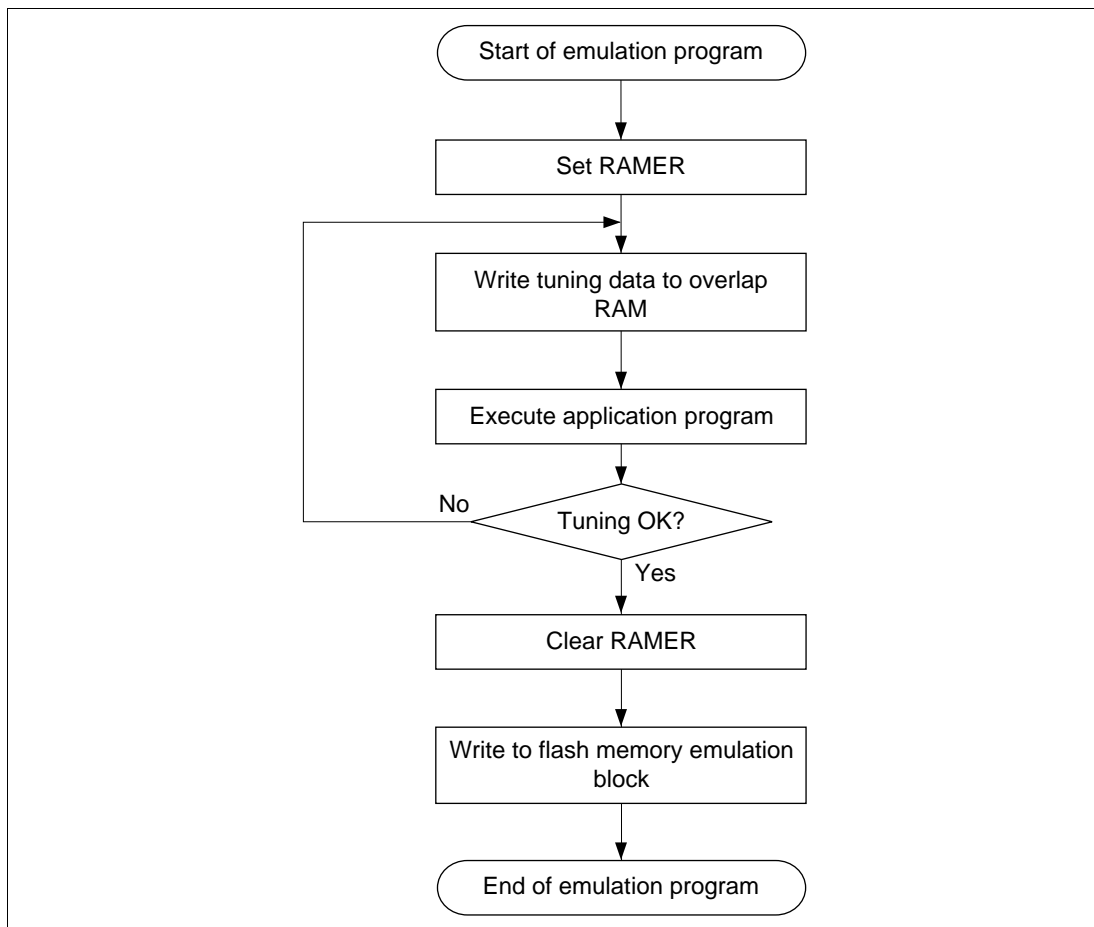 Start of emulation program
Set RAMER
Write tuning data to overlap
RAM
Execute application program
No
Tuning OK?
Yes
Clear RAMER
Write to flash memory emulation
block
End of emulation program